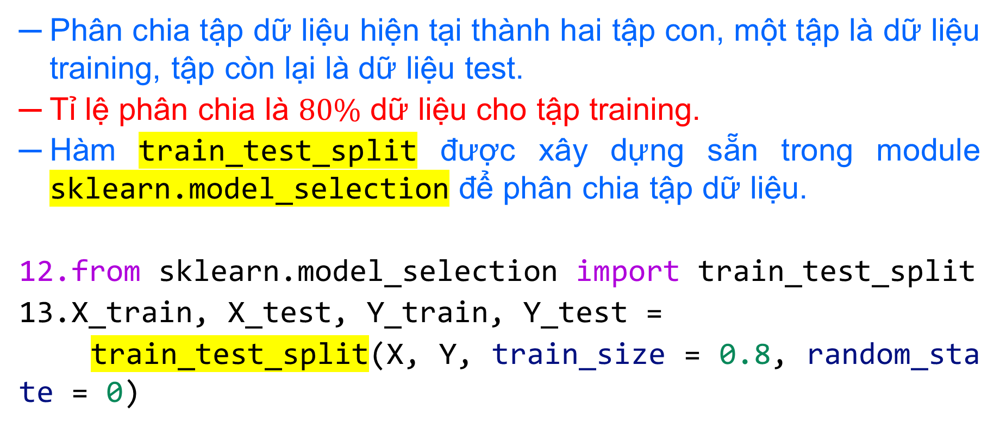 – Phân chia tập dữ liệu hiện tại thành hai tập con, một tập là dữ liệu
training, tập còn lại là dữ liệu test.
– Tỉ lệ phân chia là 80% dữ liệu cho tập training.
– Hàm train_test_split được xây dựng sẵn trong module
sklearn.model_selection để phân chia tập dữ liệu.
12.from sklearn.model_selection import train_test_split
13.X_train, X_test, Y_train, Y_test =
train_test_split(X, Y, train_size = 0.8, random_sta
te = 0)